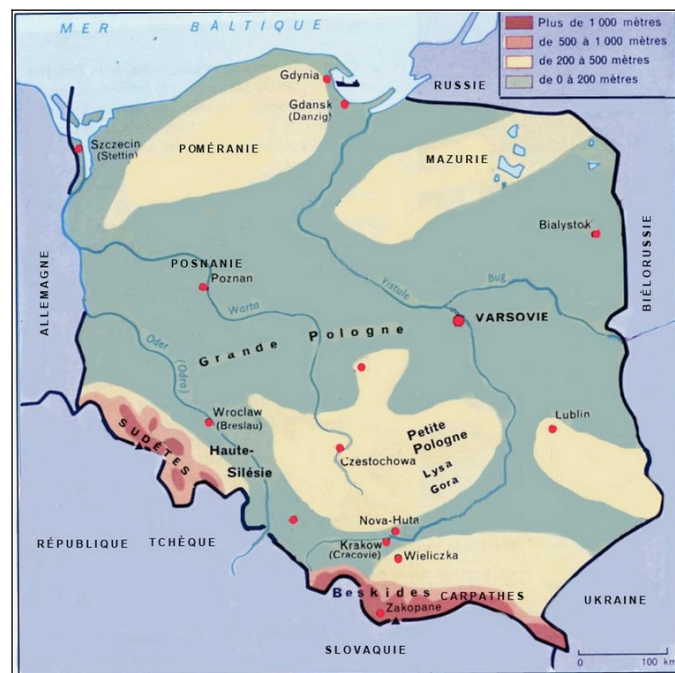 MER BALTIQUE
Plus de 1 000 mètres
de 500 à 1 000 mètres
de 200 à 500 mètres
de 0 à 200 mètres
Gdynia
RUSSIE
Gdansk
(Danzig)
Szczecin
(Stettin)
POMÉRANIE
MAZURIE
Bialystok
BIÉLORUSSIE
ALLEMAGNE
POSNANIE
Poznan
Vistule
Bug
Warta
VARSOVIE
Grande Pologne
Oder
(Odra)
Wroclaw
(Breslau)
Lublin
SUDÈTES
Haute-
Silésie
Petite
Pologne
Czestochowa
Lysa
Gora
Nova-Huta
RÉPUBLIQUE TCHÈQUE
Krakow
(Cracovie)
Wieliczka
Beskides
CARPATHES
UKRAINE
Zakopane
SLOVAQUIE
0 100 km